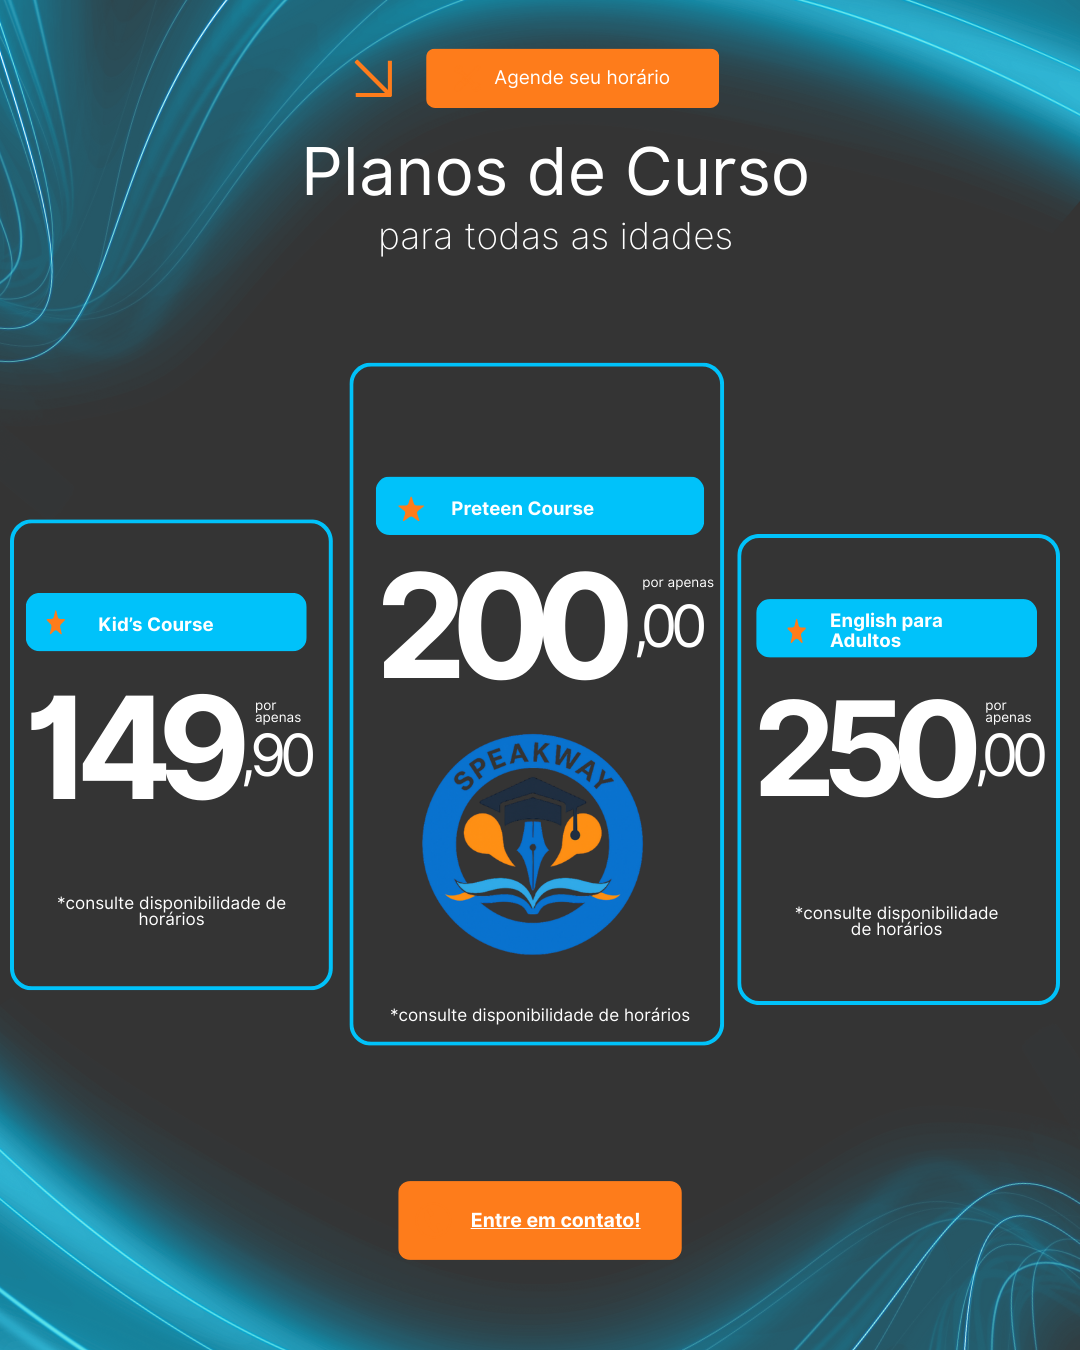 Agende seu horário
Planos de Curso
para todas as idades
Kid’s Course
149
por
apenas
,90
*consulte disponibilidade de
horários
Preteen Course
200
por apenas
,00
SPEAKWAY
*consulte disponibilidade de horários
English para
Adultos
250
por
apenas
,00
*consulte disponibilidade
de horários
Entre em contato!